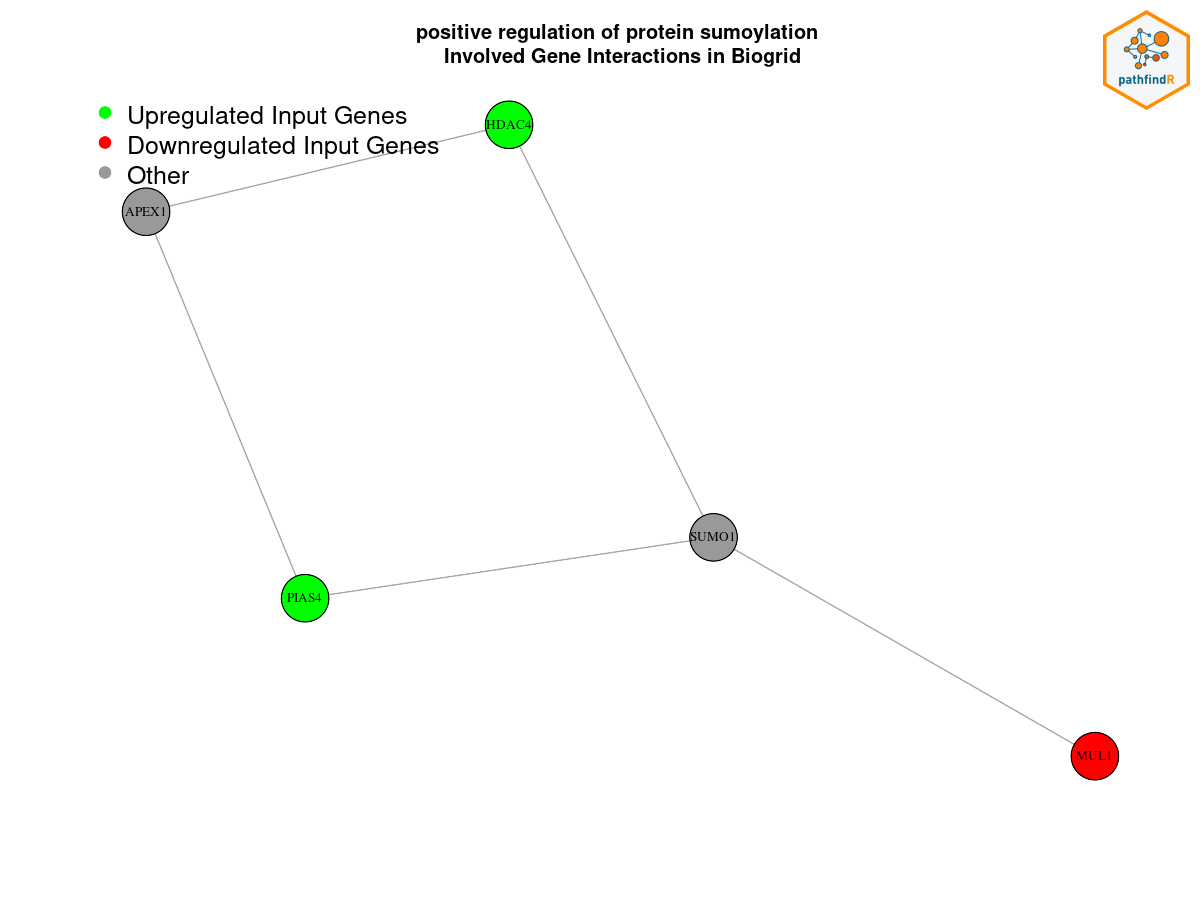 positive regulation of protein sumoylation
Involved Gene Interactions in Biogrid
pathfindR
Upregulated Input Genes
Downregulated Input Genes
Other
HDAC4
APEX1
SUMO1
PIAS4
MUL1